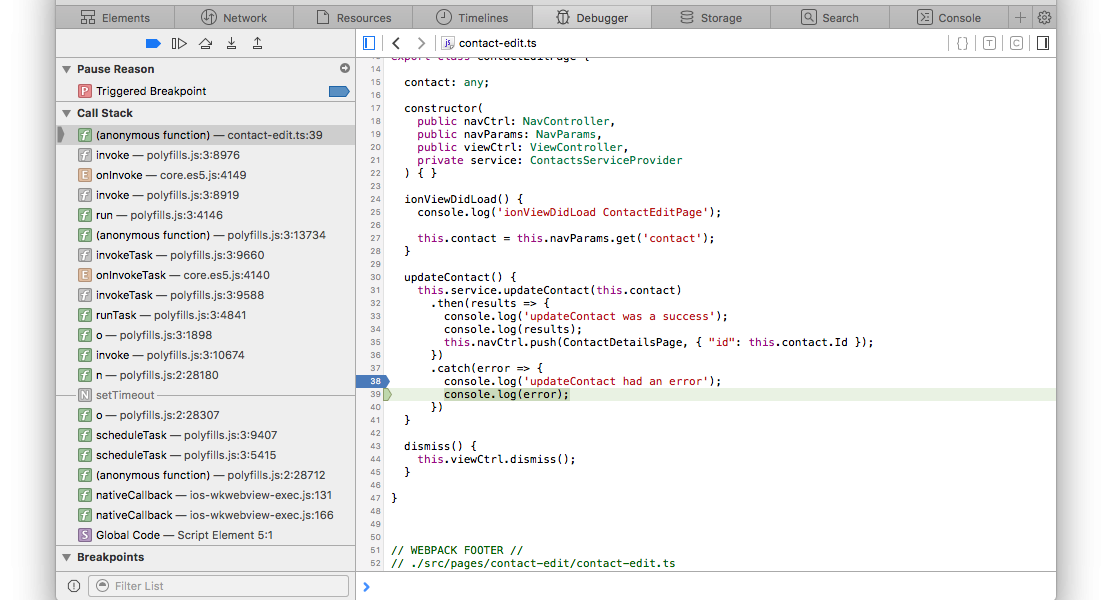 Elements Network Resources Timelines Debugger Storage Search Console
contact-edit.ts
{} T C
Pause Reason
P Triggered Breakpoint
Call Stack
f (anonymous function) — contact-edit.ts:39
f invoke — polyfills.js:3:8976
E onInvoke — core.es5.js:4149
f invoke — polyfills.js:3:8919
f run — polyfills.js:3:4146
f (anonymous function) — polyfills.js:3:13734
f invokeTask — polyfills.js:3:9660
E onInvokeTask — core.es5.js:4140
f invokeTask — polyfills.js:3:9588
f runTask — polyfills.js:3:4841
f o — polyfills.js:3:1898
f invoke — polyfills.js:3:10674
f n — polyfills.js:2:28180
N setTimeout
f o — polyfills.js:2:28307
f scheduleTask — polyfills.js:3:9407
f scheduleTask — polyfills.js:3:5415
f (anonymous function) — polyfills.js:2:28712
f nativeCallback — ios-wkwebview-exec.js:131
f nativeCallback — ios-wkwebview-exec.js:166
S Global Code — Script Element 5:1
Breakpoints
Filter List
13 export class ContactEditPage {
14
15 contact: any;
16
17 constructor(
18 public navCtrl: NavController,
19 public navParams: NavParams,
20 public viewCtrl: ViewController,
21 private service: ContactsServiceProvider
22 ) { }
23
24 ionViewDidLoad() {
25 console.log('ionViewDidLoad ContactEditPage');
26
27 this.contact = this.navParams.get('contact');
28 }
29
30 updateContact() {
31 this.service.updateContact(this.contact)
32 .then(results => {
33 console.log('updateContact was a success');
34 console.log(results);
35 this.navCtrl.push(ContactDetailsPage, { "id": this.contact.Id });
36 })
37 .catch(error => {
38 console.log('updateContact had an error');
39 console.log(error);
40 })
41 }
42
43 dismiss() {
44 this.viewCtrl.dismiss();
45 }
46
47 }
48
49
50
51 // WEBPACK FOOTER //
52 // ./src/pages/contact-edit/contact-edit.ts